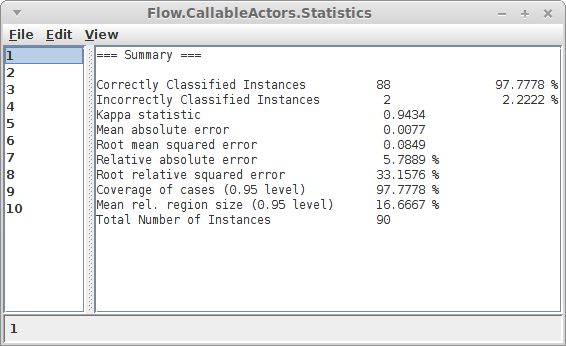 Flow.CallableActors.Statistics
File Edit View
1
2
3
4
5
6
7
8
9
10
=== Summary ===
Correctly Classified Instances 88 97.7778 %
Incorrectly Classified Instances 2 2.2222 %
Kappa statistic 0.9434
Mean absolute error 0.0077
Root mean squared error 0.0849
Relative absolute error 5.7889 %
Root relative squared error 33.1576 %
Coverage of cases (0.95 level) 97.7778 %
Mean rel. region size (0.95 level) 16.6667 %
Total Number of Instances 90
1